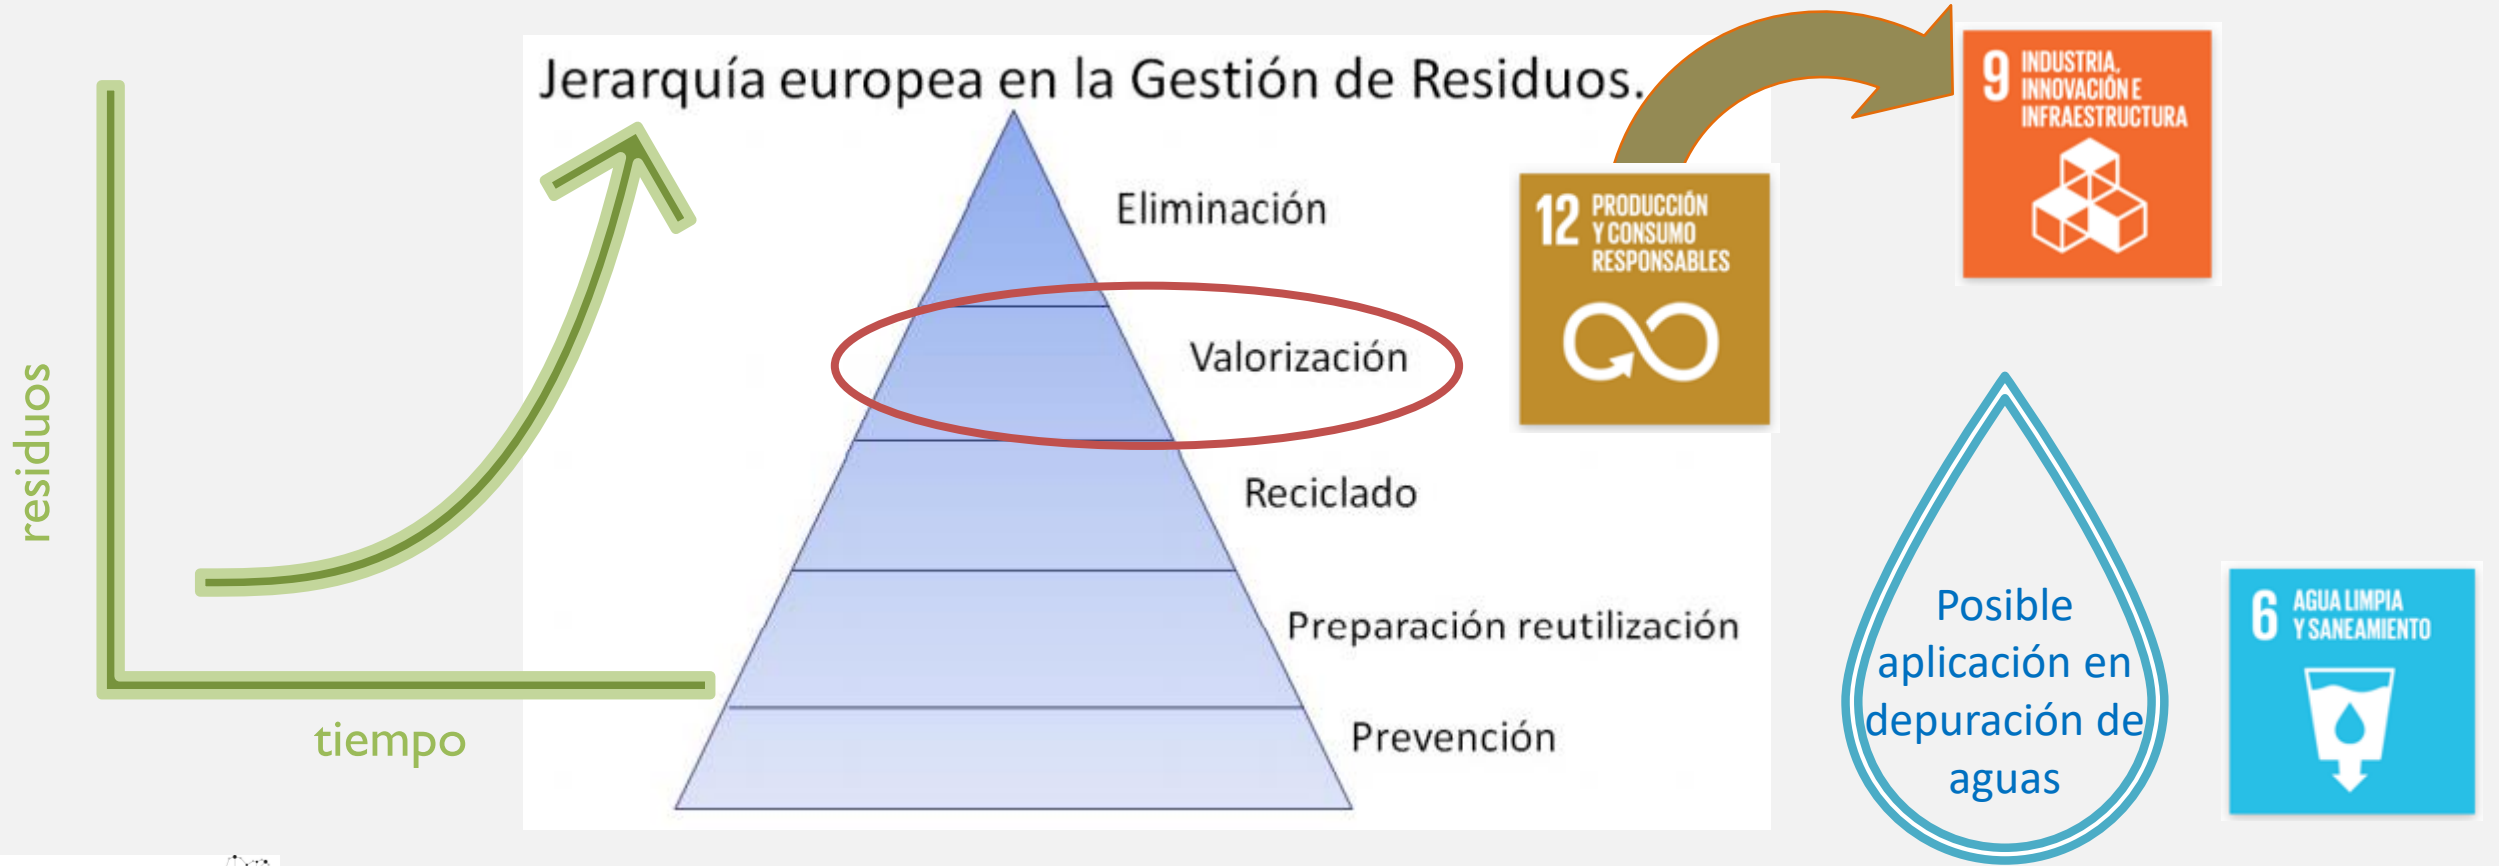 residuos
tiempo
Jerarquía europea en la Gestión de Residuos.
Eliminación
Valorización
Reciclado
Preparación reutilización
Prevención
12 PRODUCCIÓN
Y CONSUMO
RESPONSABLES
9 INDUSTRIA,
INNOVACIÓN E
INFRAESTRUCTURA
Posible
aplicación en
depuración de
aguas
6 AGUA LIMPIA
Y SANEAMIENTO